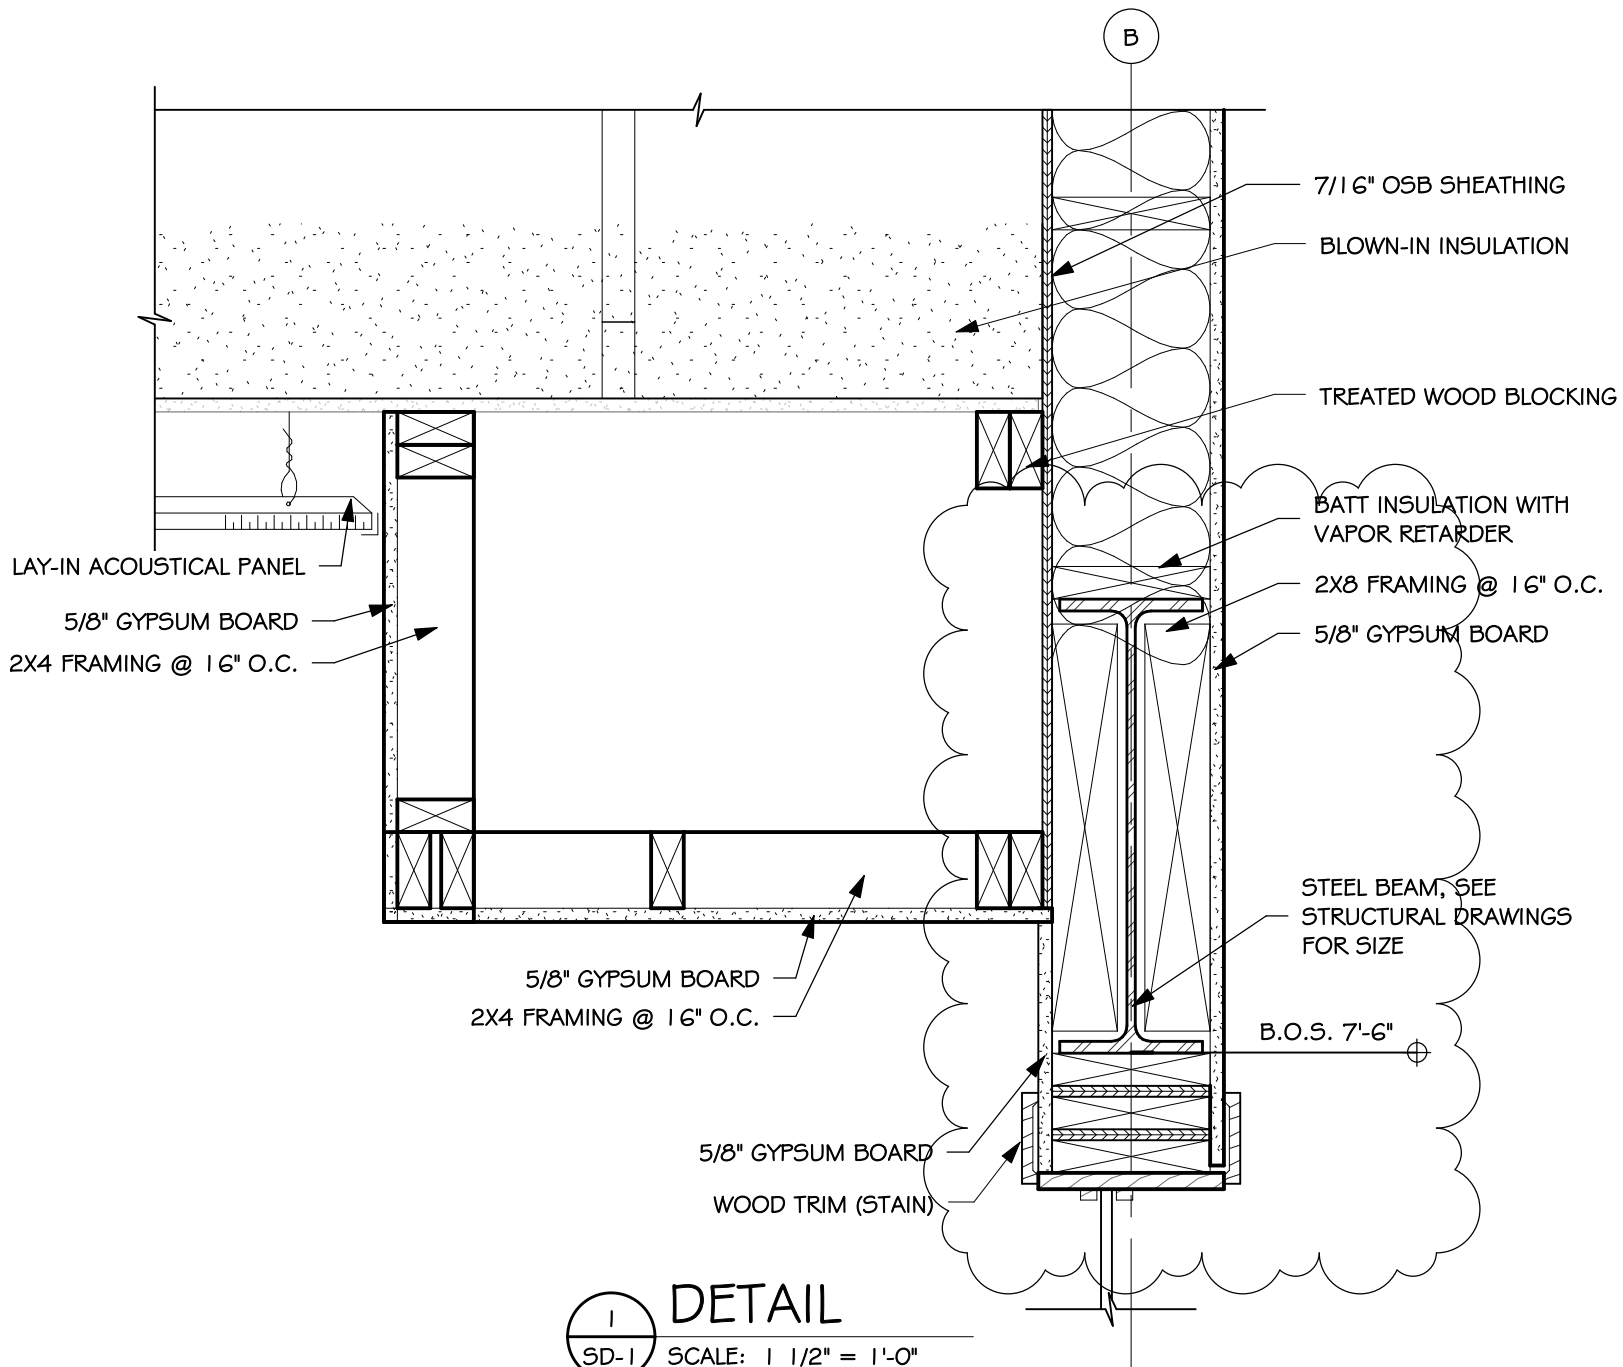 B
7/16" OSB SHEATHING
BLOWN-IN INSULATION
TREATED WOOD BLOCKING
BATT INSULATION WITH
VAPOR RETARDER
LAY-IN ACOUSTICAL PANEL
2X8 FRAMING @ 16" O.C.
5/8" GYPSUM BOARD
5/8" GYPSUM BOARD
2X4 FRAMING @ 16" O.C.
STEEL BEAM, SEE
STRUCTURAL DRAWINGS
FOR SIZE
5/8" GYPSUM BOARD
2X4 FRAMING @ 16" O.C.
B.O.S. 7'-6"
5/8" GYPSUM BOARD
WOOD TRIM (STAIN)
1 DETAIL
SD-1 SCALE: 1 1/2" = 1'-0"